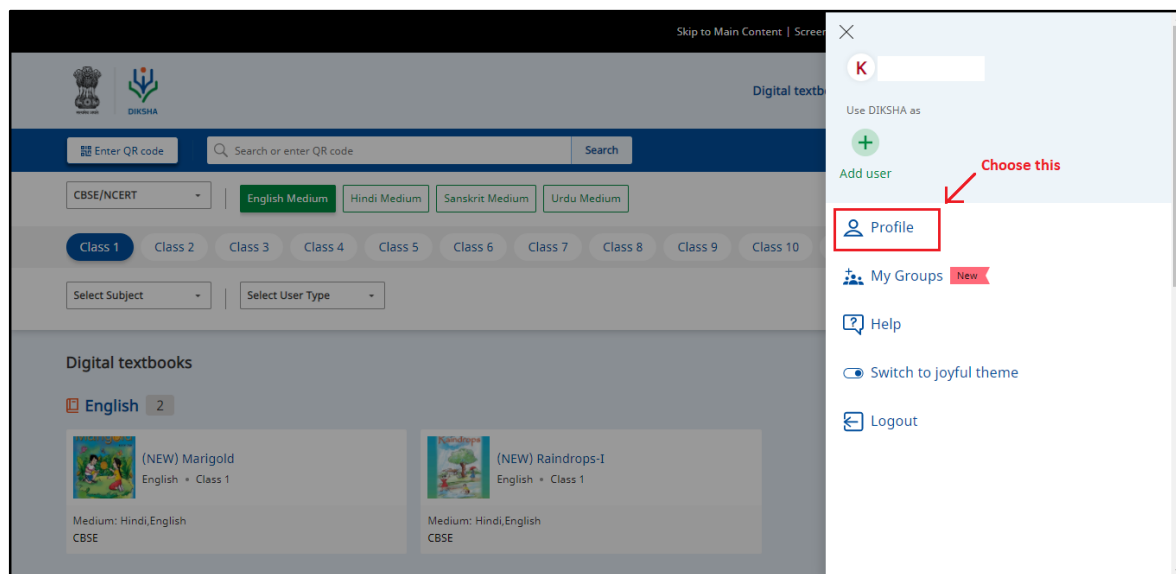 Skip to Main Content | Screen
DIKSHA
Digital textb
Enter QR code
Search or enter QR code
Search
CBSE/NCERT
English Medium
Hindi Medium
Sanskrit Medium
Urdu Medium
Class 1
Class 2
Class 3
Class 4
Class 5
Class 6
Class 7
Class 8
Class 9
Class 10
Select Subject
Select User Type
Digital textbooks
English 2
(NEW) Marigold
English • Class 1
Medium: Hindi,English
CBSE
(NEW) Raindrops-I
English • Class 1
Medium: Hindi,English
CBSE
K
Use DIKSHA as
Add user
Choose this
Profile
My Groups New
Help
Switch to joyful theme
Logout